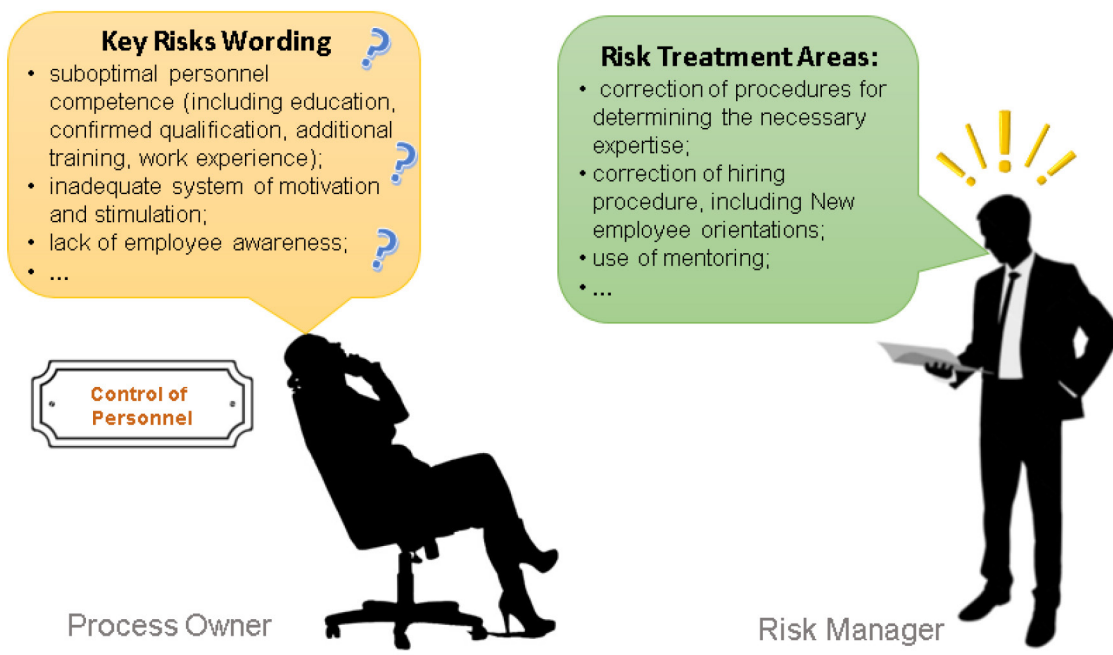 Key Risks Wording
• suboptimal personnel
competence (including education,
confirmed qualification, additional
training, work experience);
• inadequate system of motivation
and stimulation;
• lack of employee awareness;
• ...
? ? ?
Risk Treatment Areas:
• correction of procedures for
determining the necessary
expertise;
• correction of hiring
procedure, including New
employee orientations;
• use of mentoring;
• ...
! ! ! ! !
Control of
Personnel
Process Owner
Risk Manager